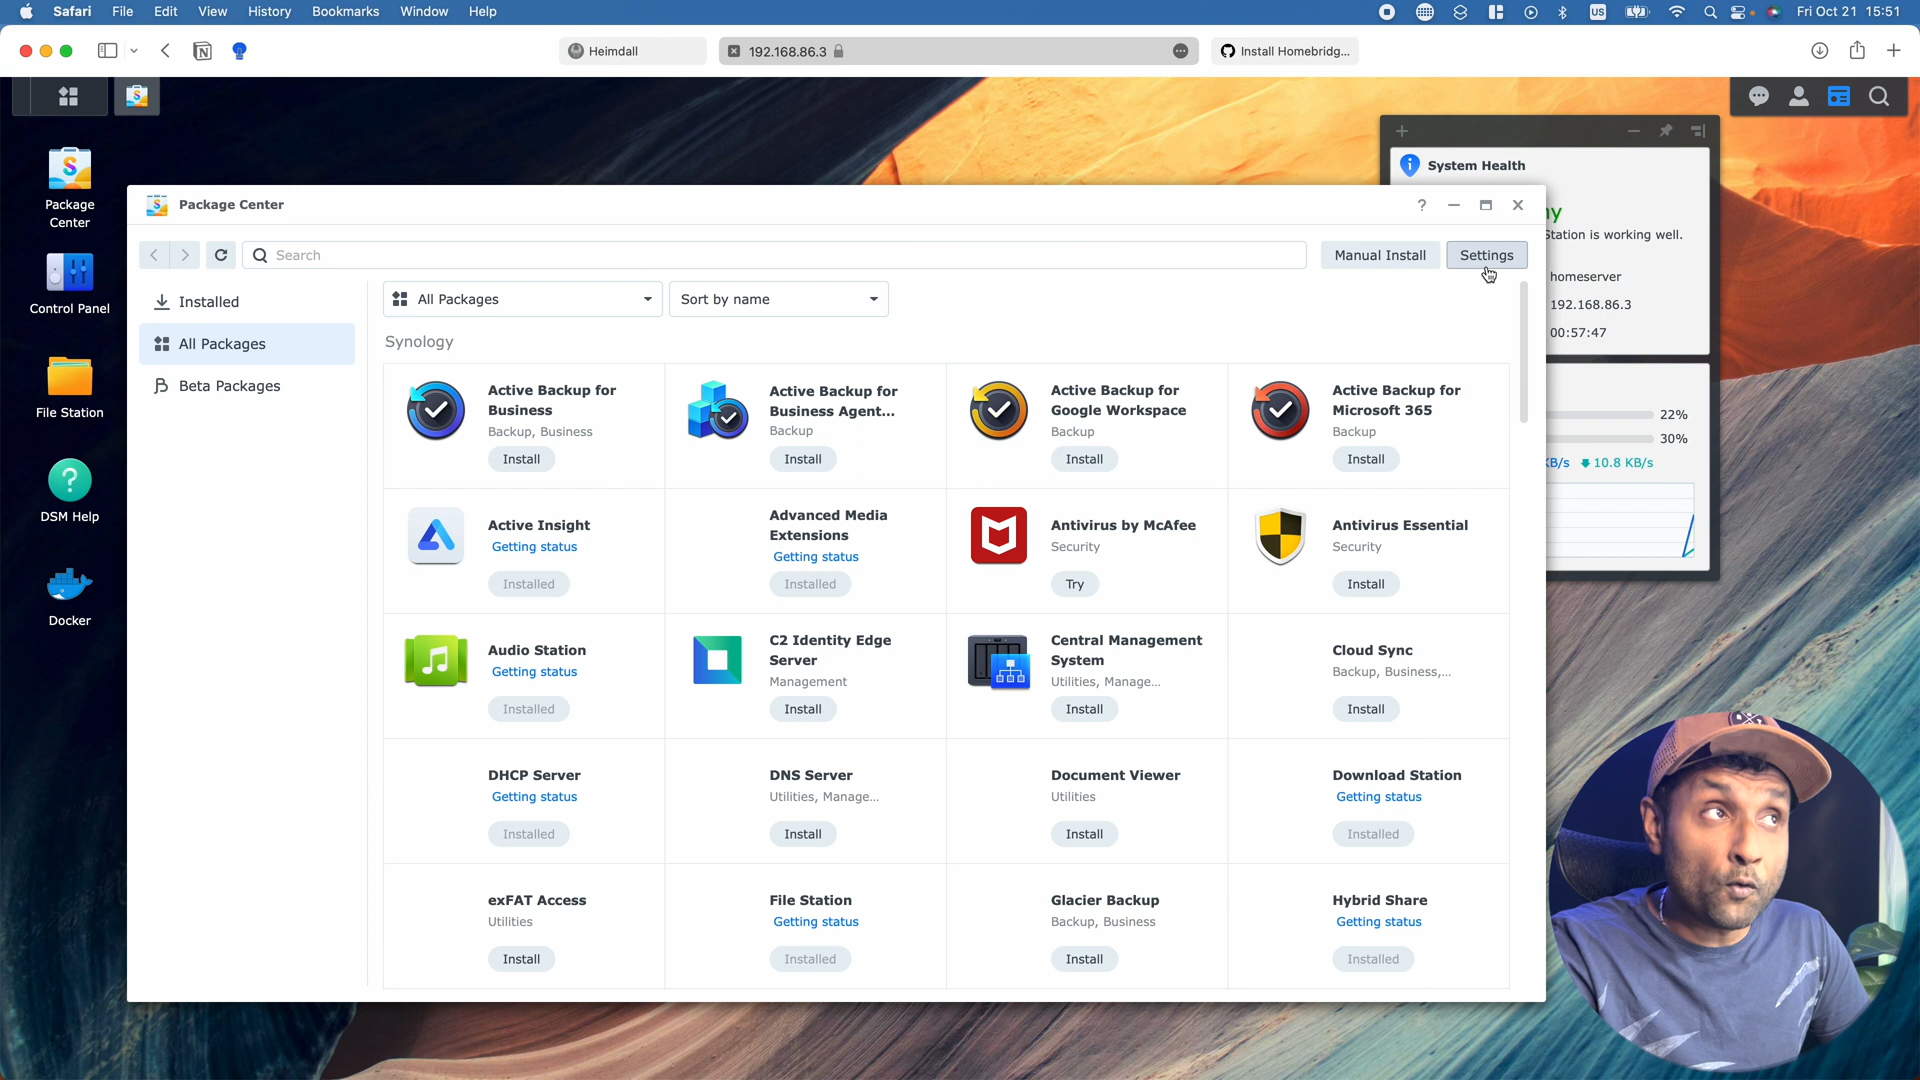 Safari File Edit View History Bookmarks Window Help
US
Fri Oct 21 15:51
Heimdall
192.168.86.3
Install Homebridg...
Package
Center
Control Panel
File Station
DSM Help
Docker
System Health
Station is working well.
homeserver
192.168.86.3
00:57:47
22%
30%
KB/s 10.8 KB/s
Package Center
Search
Manual Install
Settings
Installed
All Packages
Beta Packages
All Packages
Sort by name
Synology
Active Backup for
Business
Backup, Business
Install
Active Backup for
Business Agent...
Backup
Install
Active Backup for
Google Workspace
Backup
Install
Active Backup for
Microsoft 365
Backup
Install
Active Insight
Getting status
Installed
Advanced Media
Extensions
Getting status
Installed
Antivirus by McAfee
Security
Try
Antivirus Essential
Security
Install
Audio Station
Getting status
Installed
C2 Identity Edge
Server
Management
Install
Central Management
System
Utilities, Manage...
Install
Cloud Sync
Backup, Business,...
Install
DHCP Server
Getting status
Installed
DNS Server
Utilities, Manage...
Install
Document Viewer
Utilities
Install
Download Station
Getting status
Installed
exFAT Access
Utilities
Install
File Station
Getting status
Installed
Glacier Backup
Backup, Business
Install
Hybrid Share
Getting status
Installed